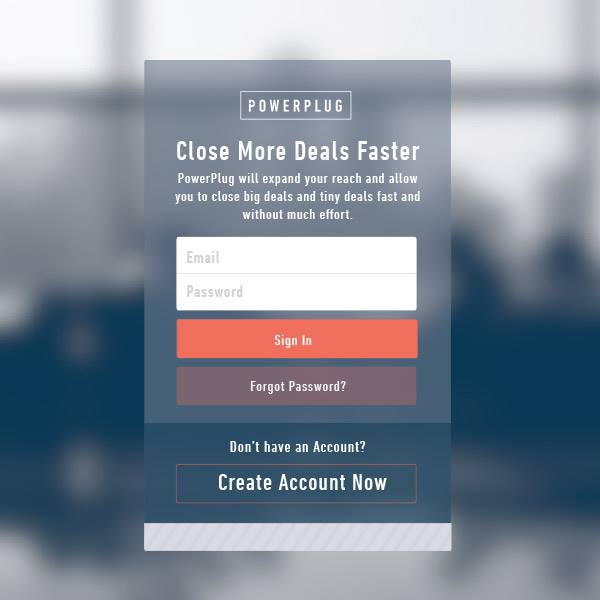 POWERPLUG
Close More Deals Faster
PowerPlug will expand your reach and allow
you to close big deals and tiny deals fast and
without much effort.
Email
Password
Sign In
Forgot Password?
Don't have an Account?
Create Account Now